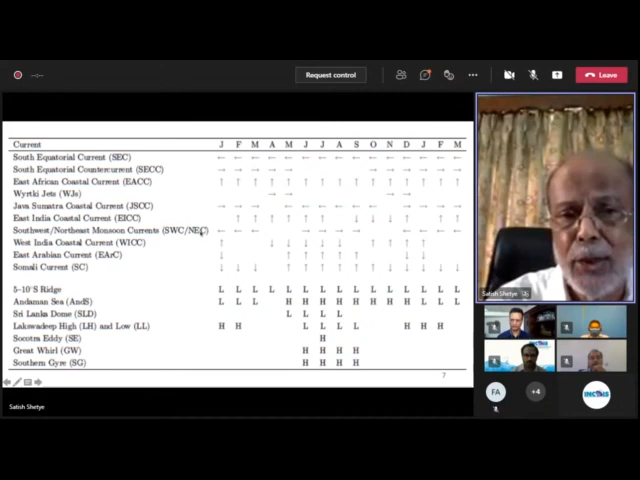 Request control
Leave
Current J F M A M J J A S O N D J F M
South Equatorial Current (SEC) ← ← ← ← ← ← ← ← ← ← ← ← ← ← ←
South Equatorial Countercurrent (SECC) → → → → → → → → → → →
East African Coastal Current (EACC) ↑ ↑ ↑ ↑ ↑ ↑ ↑ ↑ ↑ ↑ ↑ ↑ ↑ ↑ ↑
Wyrtki Jets (WJs) → → → →
Java Sumatra Coastal Current (JSCC)
East India Coastal Current (EICC)
Southwest/Northeast Monsoon Currents (SWC/NEC)
West India Coastal Current (WICC)
East Arabian Current (EArC)
Somali Current (SC)
5-10°S Ridge L L L L L L L L L L L L L L L
Andaman Sea (AndS) L L L H H H H H H H H L L L
Sri Lanka Dome (SLD) L L L L
Lakswadeep High (LH) and Low (LL) H H L L L L H H H
Socotra Eddy (SE) H
Great Whirl (GW) H H H H
Southern Gyre (SG) H H H H
7
Satish Shetye
Satish Shetye
FA
+4
INCOIS